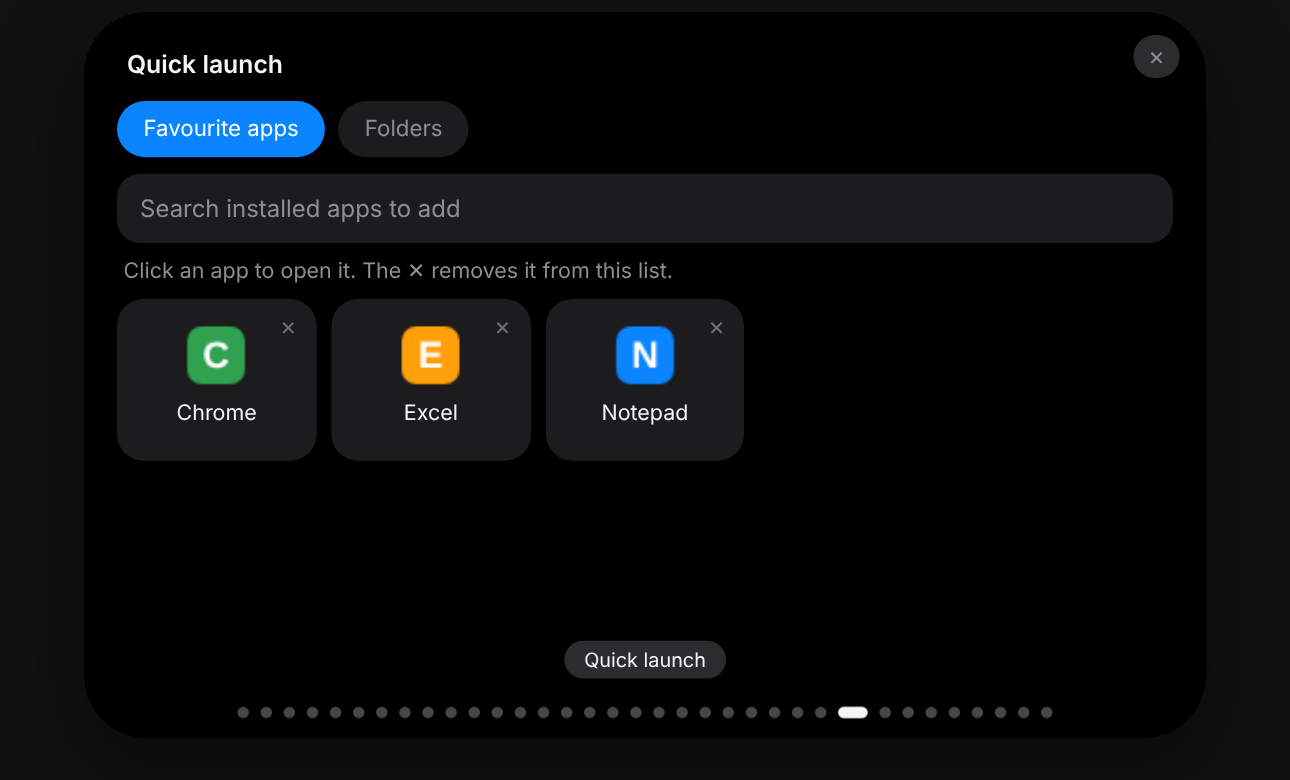 Quick launch
×
Favourite apps
Folders
Search installed apps to add
Click an app to open it. The ✕ removes it from this list.
C ×
E ×
N ×
Chrome
Excel
Notepad
Quick launch